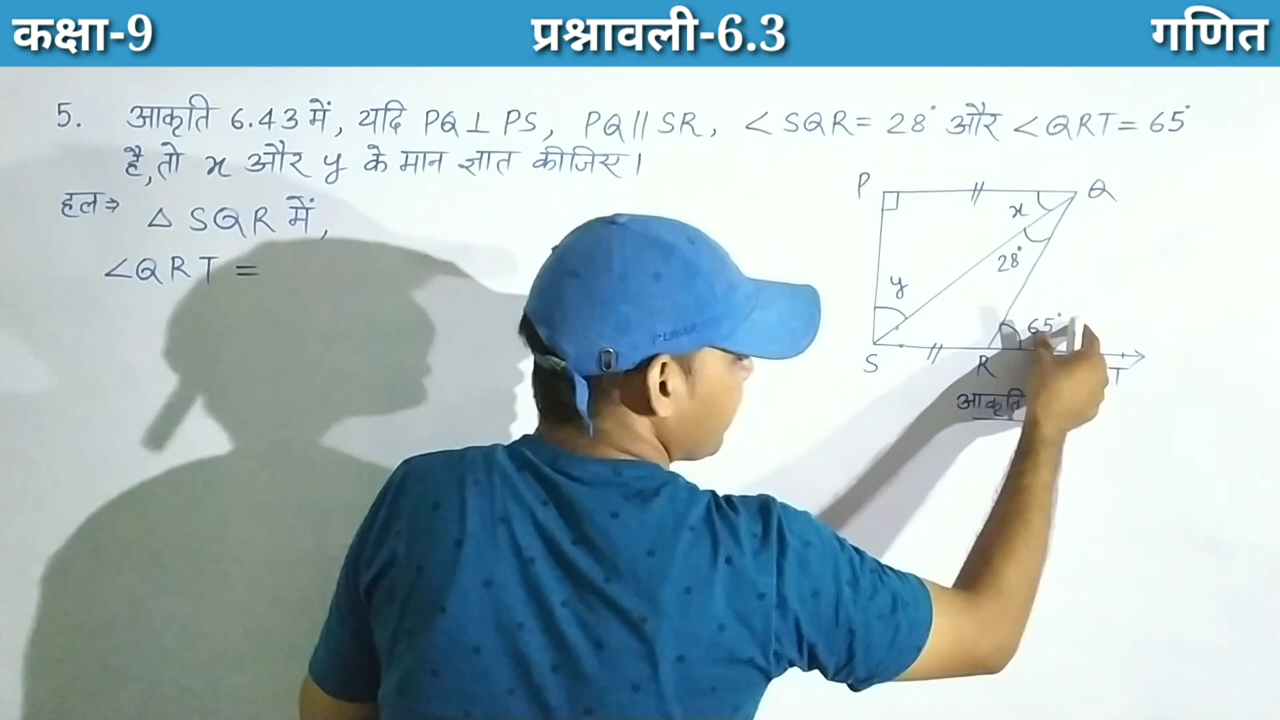 कक्षा-9 प्रश्नावली-6.3 गणित
5. आकृति 6.43 में, यदि PQ⊥PS, PQ||SR, ∠SQR= 28° और ∠QRT= 65°
है, तो x और y के मान ज्ञात कीजिए।
हल⇒ △ SQR में,
∠QRT =
P Q
x
28°
y
65°
S R T
आकृति